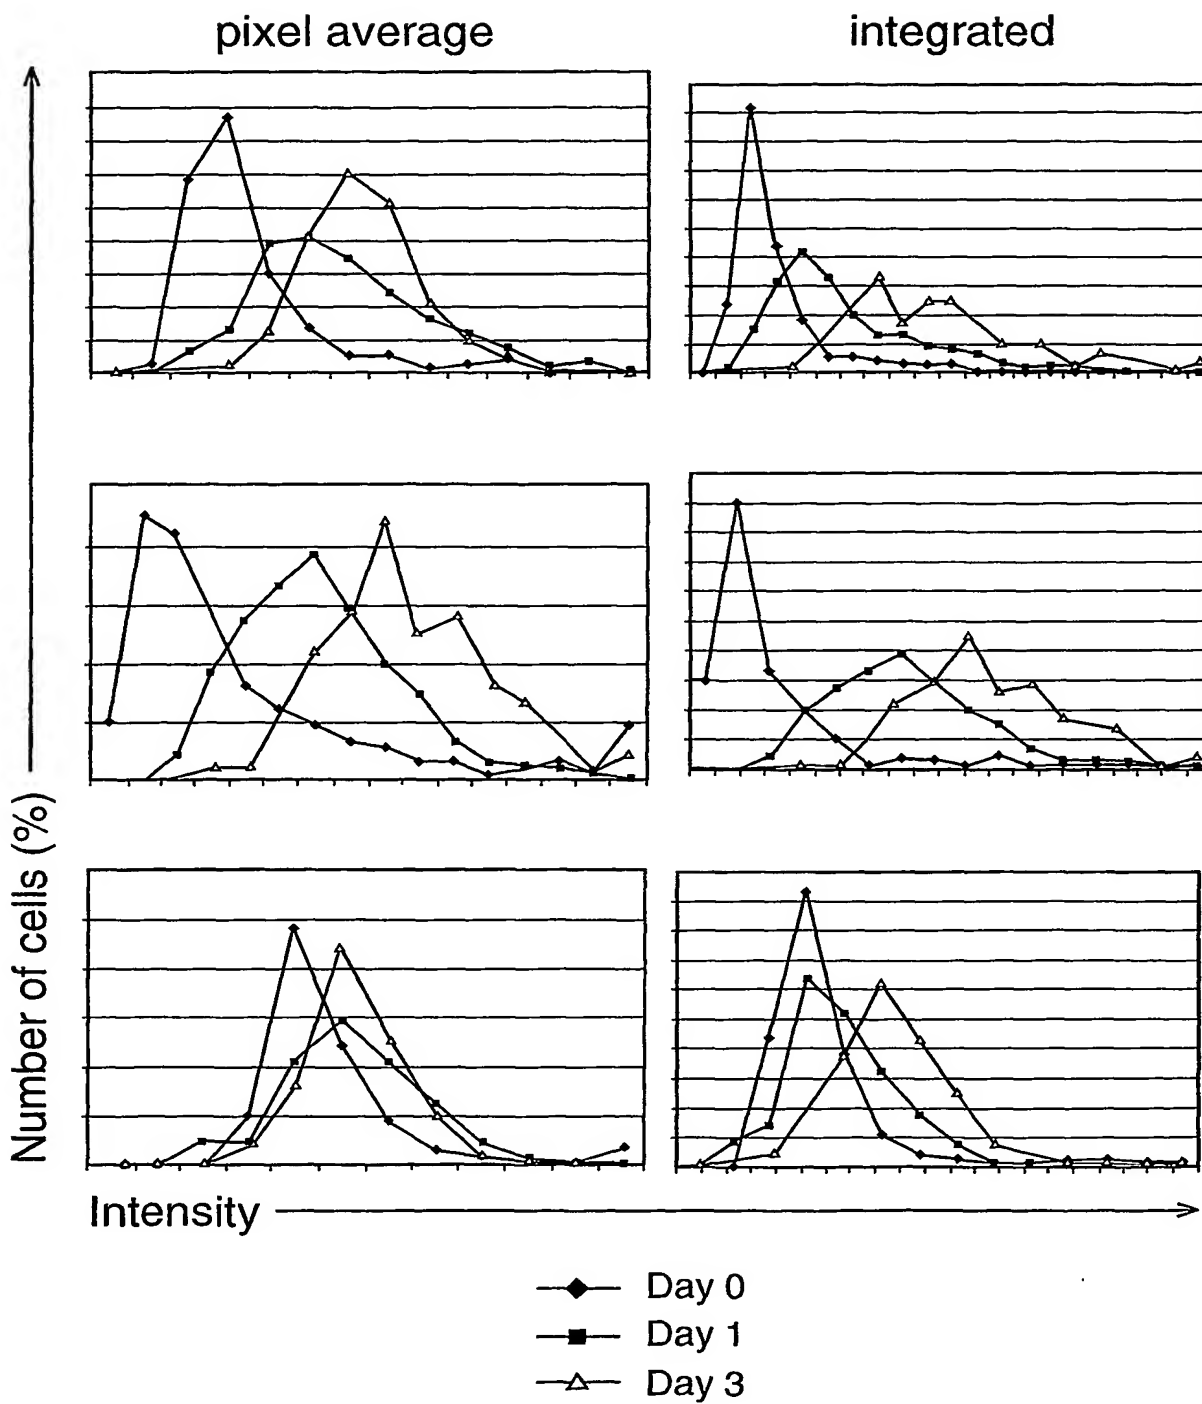 pixel average
integrated
Number of cells (%)
Intensity
Day 0
Day 1
Day 3